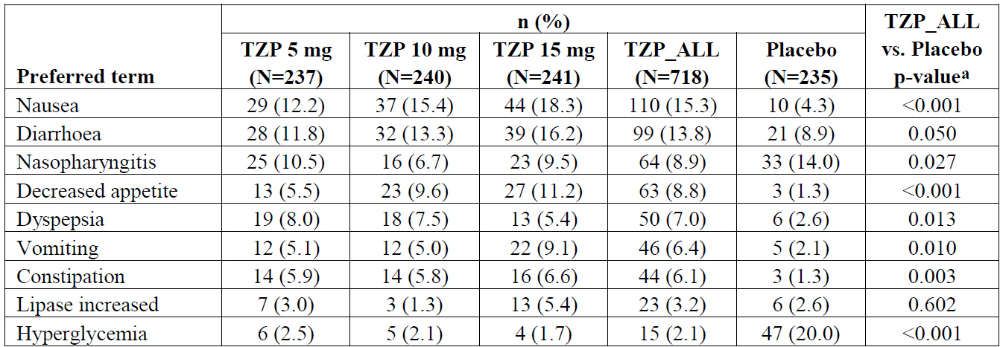 n (%)
TZP_ALL vs. Placebo p-valueᵃ
Preferred term TZP 5 mg (N=237) TZP 10 mg (N=240) TZP 15 mg (N=241) TZP_ALL (N=718) Placebo (N=235)
Nausea 29 (12.2) 37 (15.4) 44 (18.3) 110 (15.3) 10 (4.3) <0.001
Diarrhoea 28 (11.8) 32 (13.3) 39 (16.2) 99 (13.8) 21 (8.9) 0.050
Nasopharyngitis 25 (10.5) 16 (6.7) 23 (9.5) 64 (8.9) 33 (14.0) 0.027
Decreased appetite 13 (5.5) 23 (9.6) 27 (11.2) 63 (8.8) 3 (1.3) <0.001
Dyspepsia 19 (8.0) 18 (7.5) 13 (5.4) 50 (7.0) 6 (2.6) 0.013
Vomiting 12 (5.1) 12 (5.0) 22 (9.1) 46 (6.4) 5 (2.1) 0.010
Constipation 14 (5.9) 14 (5.8) 16 (6.6) 44 (6.1) 3 (1.3) 0.003
Lipase increased 7 (3.0) 3 (1.3) 13 (5.4) 23 (3.2) 6 (2.6) 0.602
Hyperglycemia 6 (2.5) 5 (2.1) 4 (1.7) 15 (2.1) 47 (20.0) <0.001